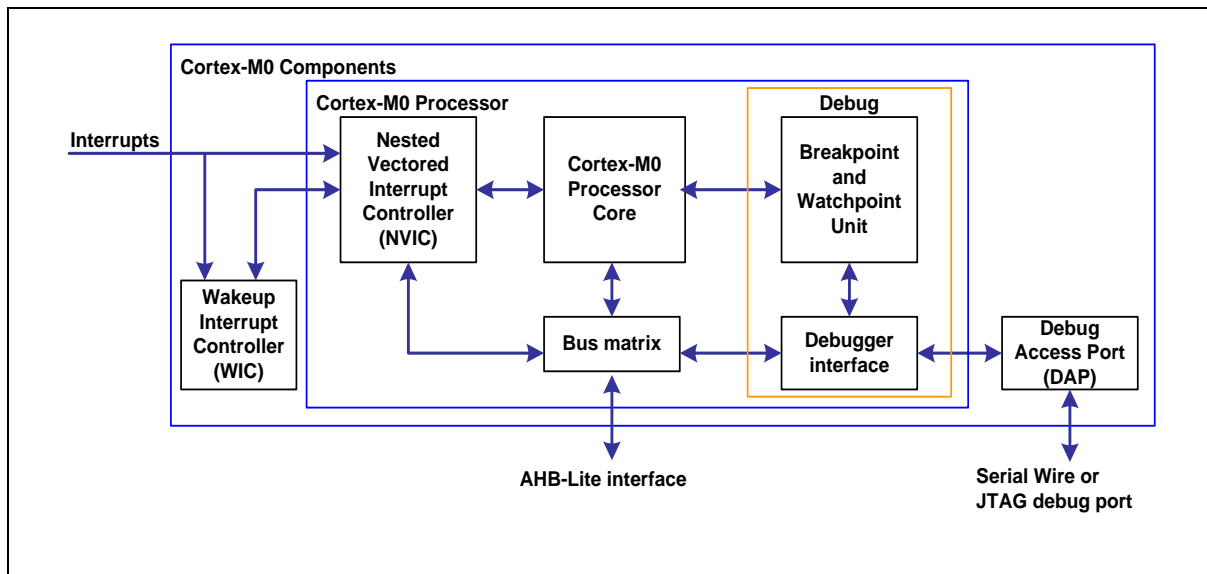 Cortex-M0 Components
Cortex-M0 Processor
Debug
Interrupts
Nested
Vectored
Interrupt
Controller
(NVIC)
Cortex-M0
Processor
Core
Breakpoint
and
Watchpoint
Unit
Wakeup
Interrupt
Controller
(WIC)
Bus matrix
Debugger
interface
Debug
Access Port
(DAP)
AHB-Lite interface
Serial Wire or
JTAG debug port